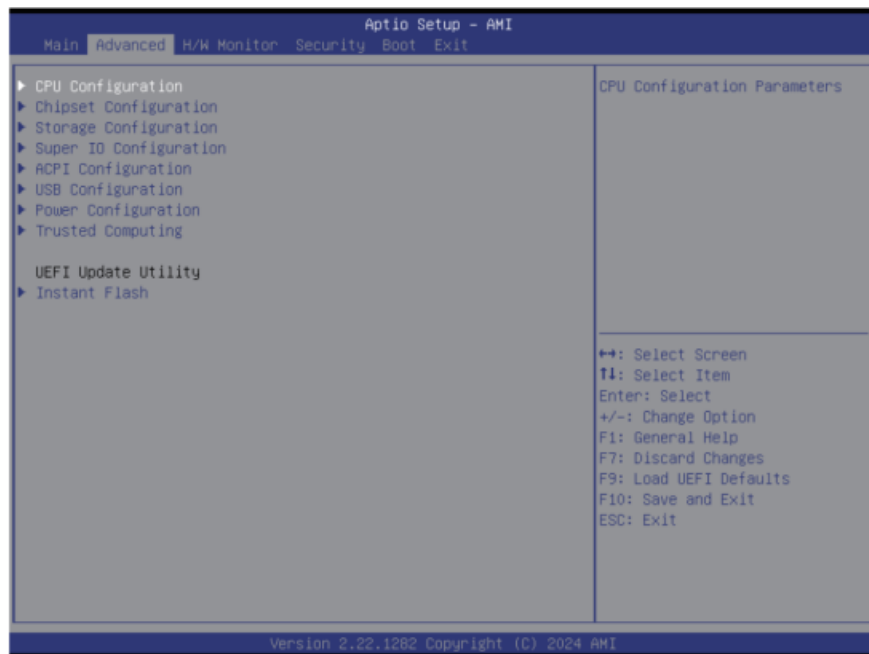 Aptio Setup - AMI
Main Advanced H/W Monitor Security Boot Exit
CPU Configuration
Chipset Configuration
Storage Configuration
Super IO Configuration
ACPI Configuration
USB Configuration
Power Configuration
Trusted Computing
UEFI Update Utility
Instant Flash
CPU Configuration Parameters
↔: Select Screen
↑↓: Select Item
Enter: Select
+/-: Change Option
F1: General Help
F7: Discard Changes
F9: Load UEFI Defaults
F10: Save and Exit
ESC: Exit
Version 2.22.1282 Copyright (C) 2024 AMI